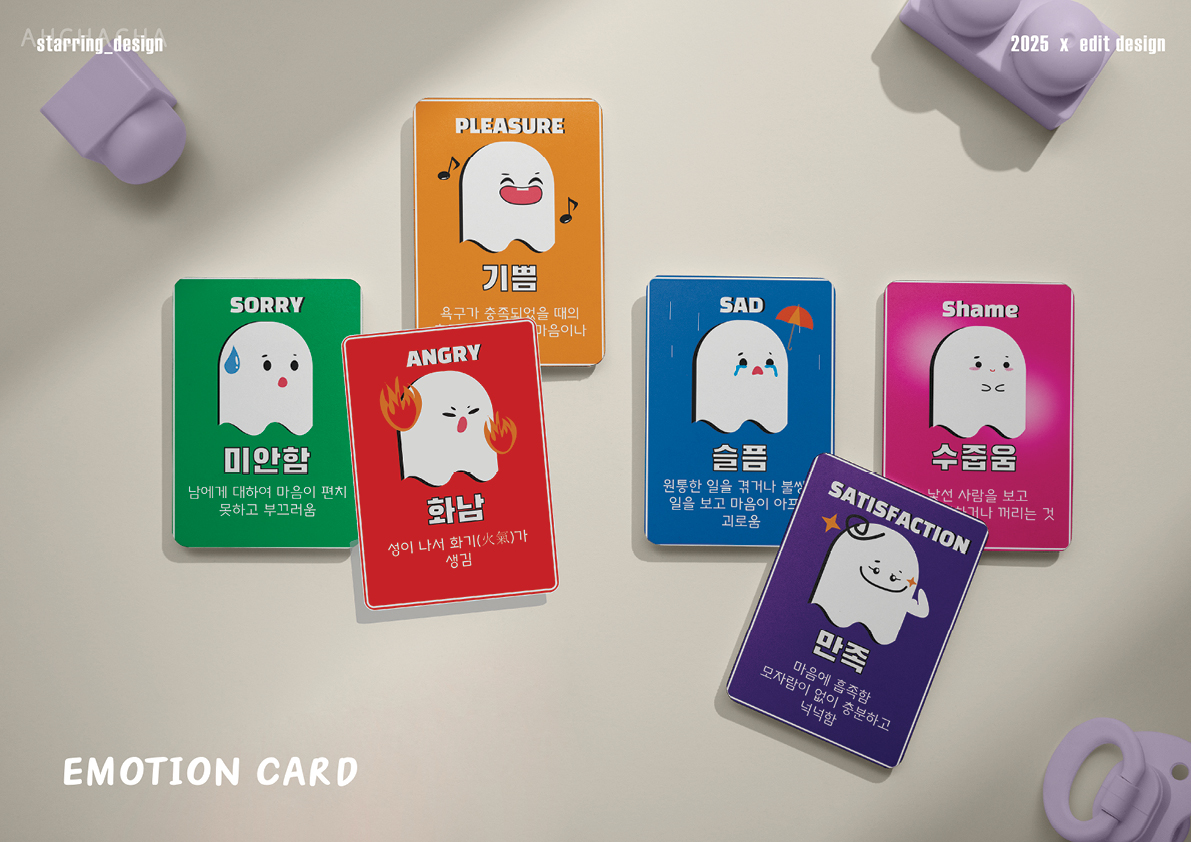 AHCHACHA
starring_design
2025 x edit design
PLEASURE
기쁨
욕구가 충족되었을 때의
마음이나
SORRY
미안함
남에게 대하여 마음이 편치
못하고 부끄러움
ANGRY
화남
성이 나서 화기(火氣)가
생김
SAD
슬픔
원통한 일을 겪거나
일을 보고 마음이
괴로움
Shame
수줍움
낯선 사람을 보고
꺼리는 것
SATISFACTION
만족
마음에 흡족함
모자람이 없이 충분하고
넉넉함
EMOTION CARD